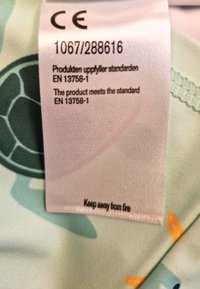 CE
1067/288616
Produkten uppfyller standarden
EN 13758-1
The product meets the standard
EN 13758-1
Keep away from fire